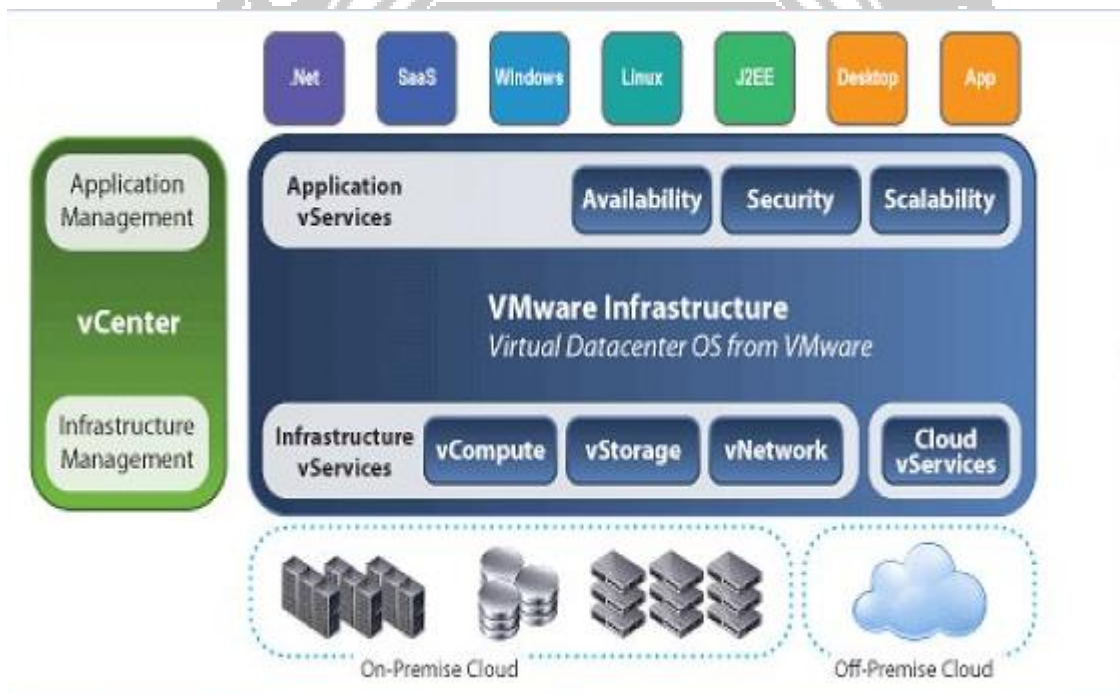 .Net SaaS Windows Linux J2EE Desktop App
Application
Management
vCenter
Infrastructure
Management
Application
vServices
Availability Security Scalability
VMware Infrastructure
Virtual Datacenter OS from VMware
Infrastructure
vServices
vCompute vStorage vNetwork
Cloud
vServices
On-Premise Cloud
Off-Premise Cloud